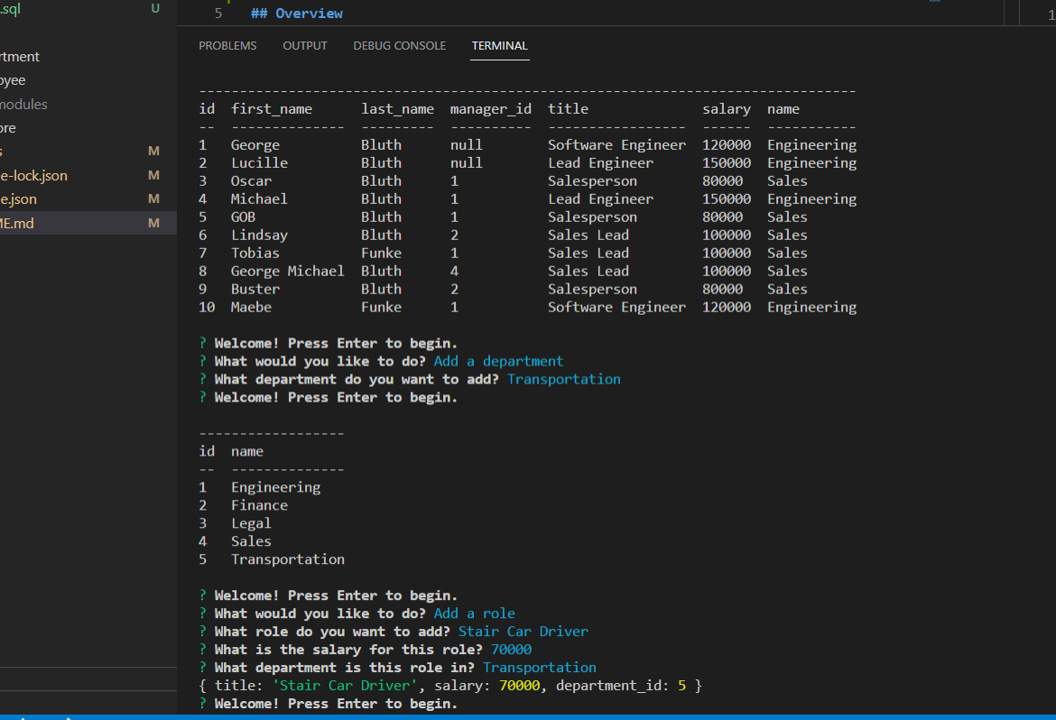 .sql U
5 ## Overview
PROBLEMS OUTPUT DEBUG CONSOLE TERMINAL
rtment
oyee
modules
ore
s M
e-lock.json M
e.json M
ME.md M
--------------------------------------------------------------------------------
id first_name last_name manager_id title salary name
-- -------------- --------- ---------- ----------------- ------ -----------
1 George Bluth null Software Engineer 120000 Engineering
2 Lucille Bluth null Lead Engineer 150000 Engineering
3 Oscar Bluth 1 Salesperson 80000 Sales
4 Michael Bluth 1 Lead Engineer 150000 Engineering
5 GOB Bluth 1 Salesperson 80000 Sales
6 Lindsay Bluth 2 Sales Lead 100000 Sales
7 Tobias Funke 1 Sales Lead 100000 Sales
8 George Michael Bluth 4 Sales Lead 100000 Sales
9 Buster Bluth 2 Salesperson 80000 Sales
10 Maebe Funke 1 Software Engineer 120000 Engineering
? Welcome! Press Enter to begin.
? What would you like to do? Add a department
? What department do you want to add? Transportation
? Welcome! Press Enter to begin.
------------------
id name
-- --------------
1 Engineering
2 Finance
3 Legal
4 Sales
5 Transportation
? Welcome! Press Enter to begin.
? What would you like to do? Add a role
? What role do you want to add? Stair Car Driver
? What is the salary for this role? 70000
? What department is this role in? Transportation
{ title: 'Stair Car Driver', salary: 70000, department_id: 5 }
? Welcome! Press Enter to begin.